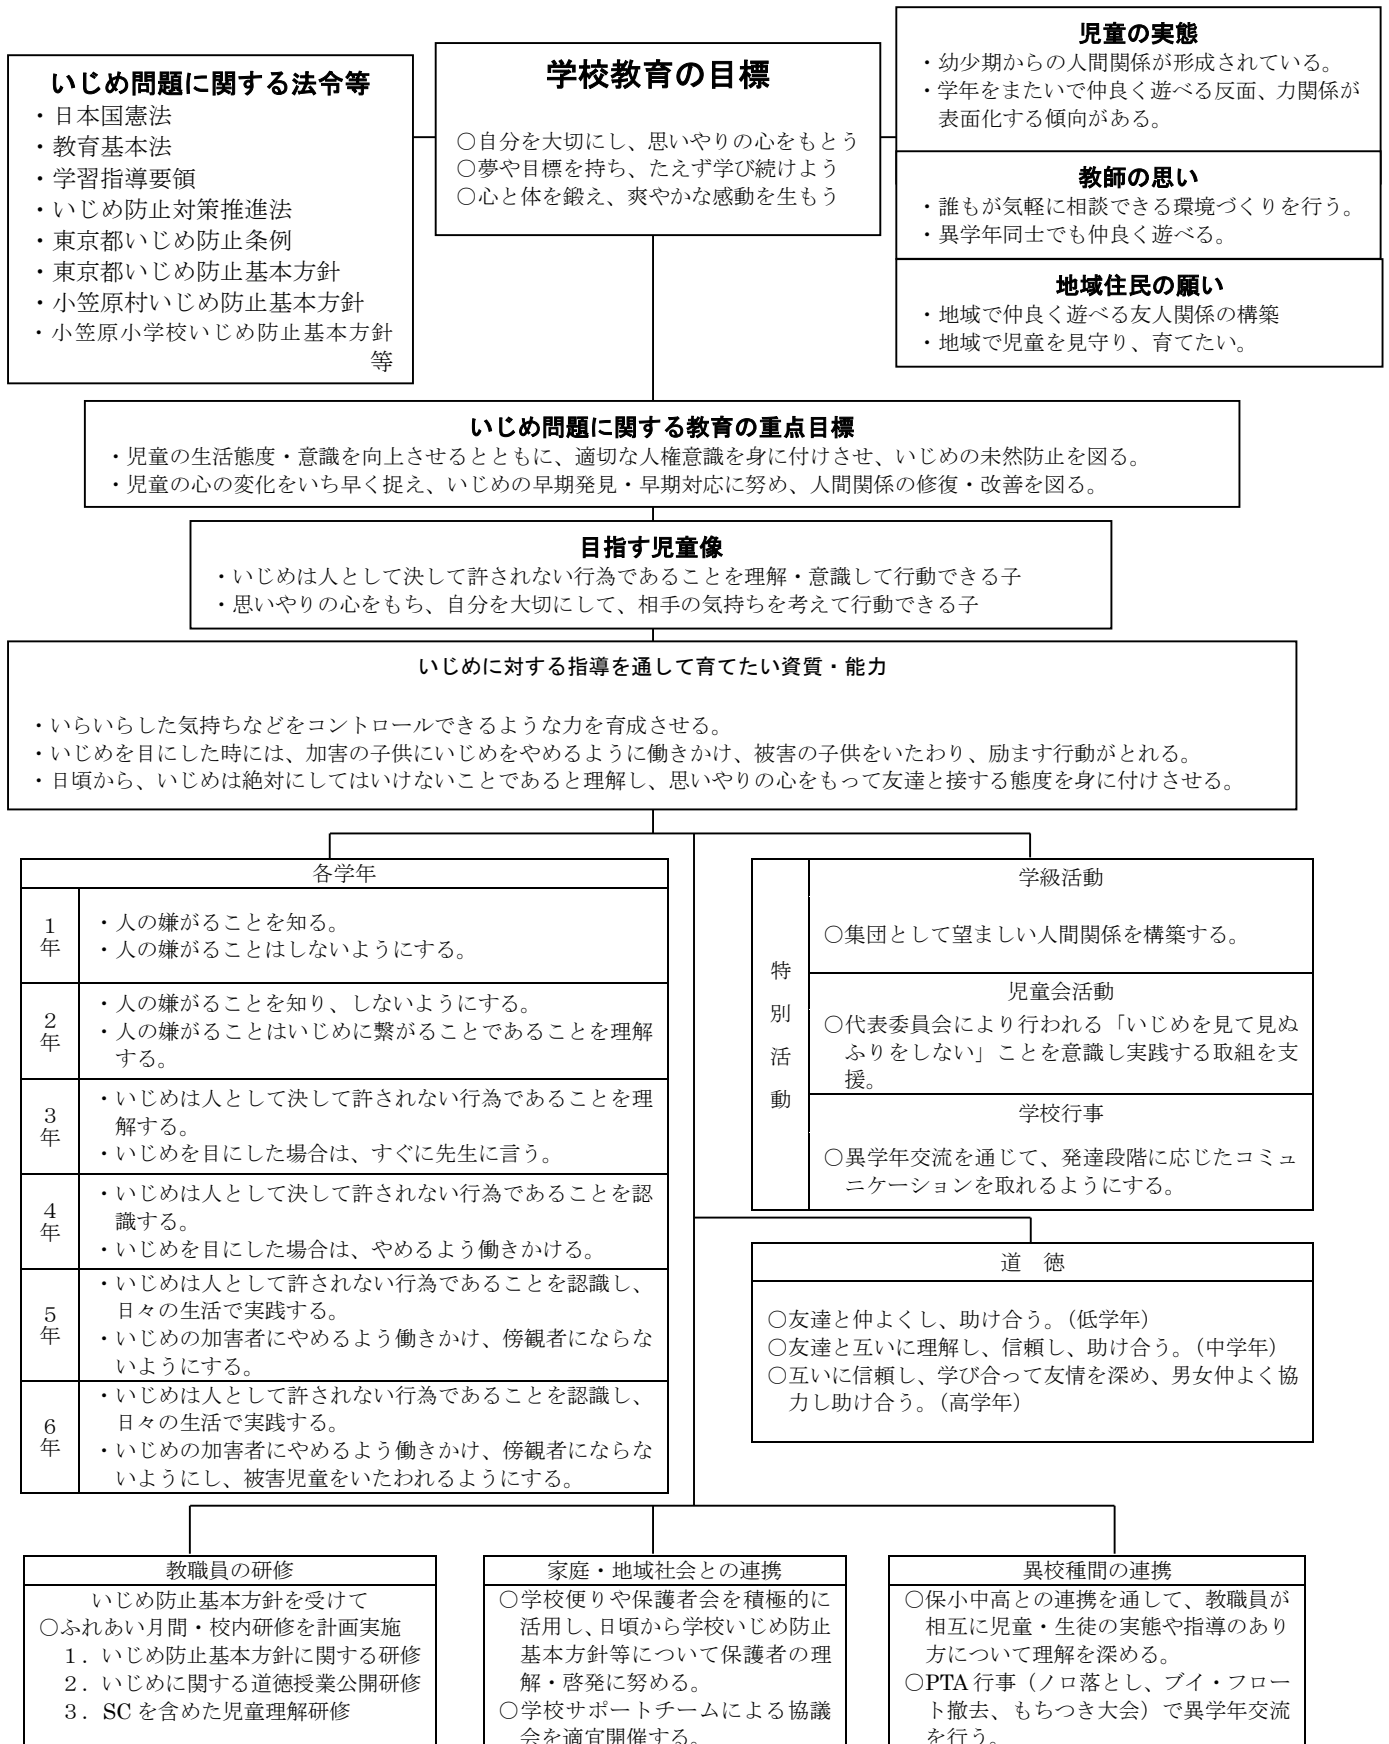 いじめ問題に関する法令等
・日本国憲法
・教育基本法
・学習指導要領
・いじめ防止対策推進法
・東京都いじめ防止条例
・東京都いじめ防止基本方針
・小笠原村いじめ防止基本方針
・小笠原小学校いじめ防止基本方針
等
学校教育の目標
○自分を大切にし、思いやりの心をもとう
○夢や目標を持ち、たえず学び続けよう
○心と体を鍛え、爽やかな感動を生もう
児童の実態
・幼少期からの人間関係が形成されている。
・学年をまたいで仲良く遊べる反面、力関係が
表面化する傾向がある。
教師の思い
・誰もが気軽に相談できる環境づくりを行う。
・異学年同士でも仲良く遊べる。
地域住民の願い
・地域で仲良く遊べる友人関係の構築
・地域で児童を見守り、育てたい。
いじめ問題に関する教育の重点目標
・児童の生活態度・意識を向上させるとともに、適切な人権意識を身に付けさせ、いじめの未然防止を図る。
・児童の心の変化をいち早く捉え、いじめの早期発見・早期対応に努め、人間関係の修復・改善を図る。
目指す児童像
・いじめは人として決して許されない行為であることを理解・意識して行動できる子
・思いやりの心をもち、自分を大切にして、相手の気持ちを考えて行動できる子
いじめに対する指導を通して育てたい資質・能力
・いらいらした気持ちなどをコントロールできるような力を育成させる。
・いじめを目にした時には、加害の子供にいじめをやめるように働きかけ、被害の子供をいたわり、励ます行動がとれる。
・日頃から、いじめは絶対にしてはいけないことであると理解し、思いやりの心をもって友達と接する態度を身に付けさせる。
各学年
1年
・人の嫌がることを知る。
・人の嫌がることはしないようにする。
2年
・人の嫌がることを知り、しないようにする。
・人の嫌がることはいじめに繋がることであることを理解
する。
3年
・いじめは人として決して許されない行為であることを理
解する。
・いじめを目にした場合は、すぐに先生に言う。
4年
・いじめは人として決して許されない行為であることを認
識する。
・いじめを目にした場合は、やめるよう働きかける。
5年
・いじめは人として許されない行為であることを認識し、
日々の生活で実践する。
・いじめの加害者にやめるよう働きかけ、傍観者にならな
いようにする。
6年
・いじめは人として許されない行為であることを認識し、
日々の生活で実践する。
・いじめの加害者にやめるよう働きかけ、傍観者にならな
いようにし、被害児童をいたわれるようにする。
特別活動
学級活動
○集団として望ましい人間関係を構築する。
児童会活動
○代表委員会により行われる「いじめを見て見ぬ
ふりをしない」ことを意識し実践する取組を支
援。
学校行事
○異学年交流を通じて、発達段階に応じたコミュ
ニケーションを取れるようにする。
道　徳
○友達と仲よくし、助け合う。（低学年）
○友達と互いに理解し、信頼し、助け合う。（中学年）
○互いに信頼し、学び合って友情を深め、男女仲よく協
力し助け合う。（高学年）
教職員の研修
いじめ防止基本方針を受けて
○ふれあい月間・校内研修を計画実施
１．いじめ防止基本方針に関する研修
２．いじめに関する道徳授業公開研修
３．SC を含めた児童理解研修
家庭・地域社会との連携
○学校便りや保護者会を積極的に
活用し、日頃から学校いじめ防止
基本方針等について保護者の理
解・啓発に努める。
○学校サポートチームによる協議
会を適宜開催する。
異校種間の連携
○保小中高との連携を通して、教職員が
相互に児童・生徒の実態や指導のあり
方について理解を深める。
○PTA 行事（ノロ落とし、ブイ・フロー
ト撤去、もちつき大会）で異学年交流
を行う。